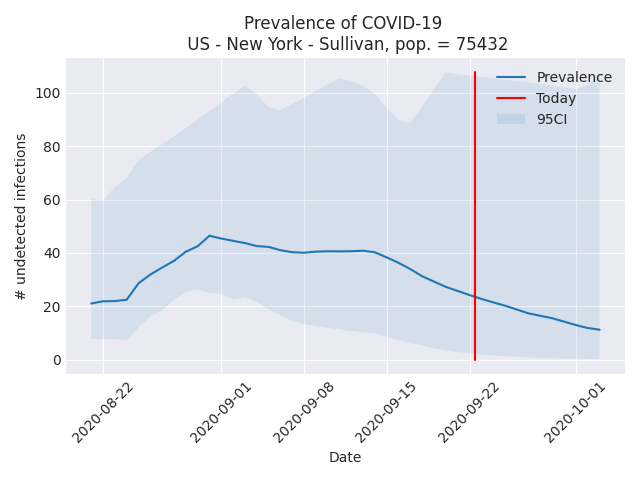 Prevalence of COVID-19
US - New York - Sullivan, pop. = 75432
Prevalence
Today
95CI
# undetected infections
100
80
60
40
20
0
2020-08-22
2020-09-01
2020-09-08
2020-09-15
2020-09-22
2020-10-01
Date